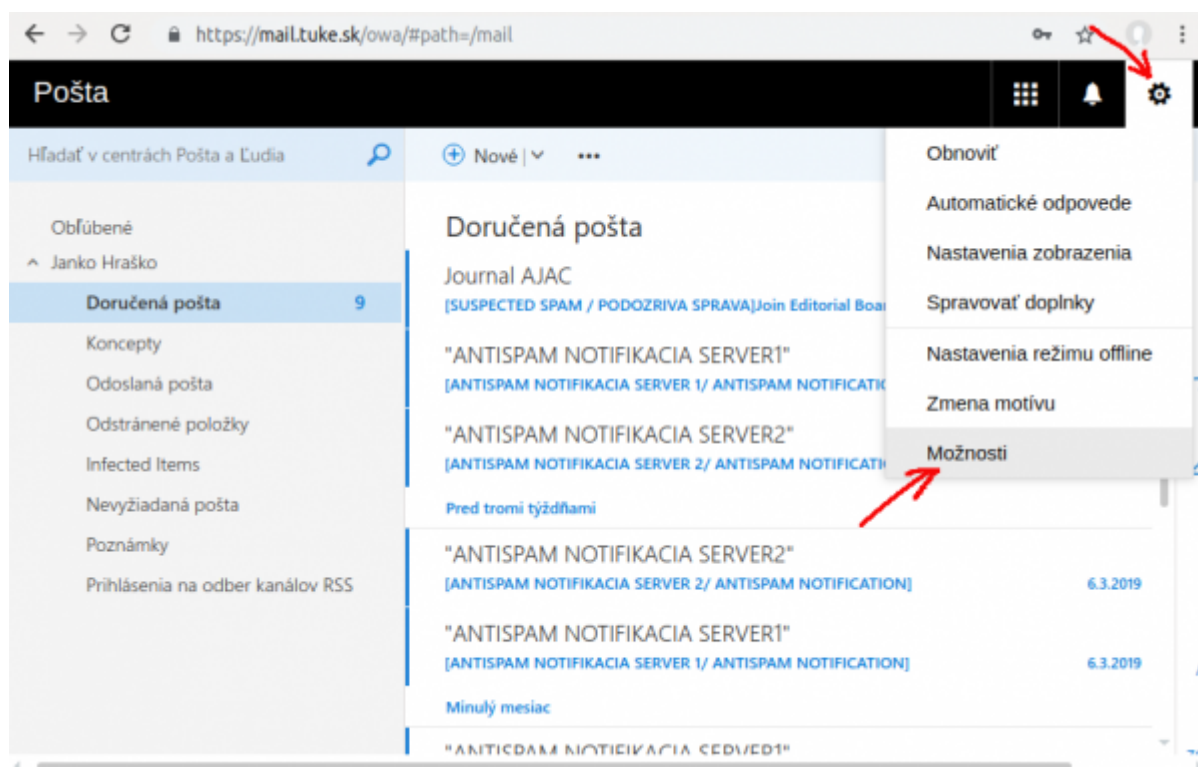 https://mail.tuke.sk/owa/#path=/mail
Pošta
Hľadať v centrách Pošta a Ľudia
Nové
Obľúbené
Janko Hraško
Doručená pošta 9
Koncepty
Odoslaná pošta
Odstránené položky
Infected Items
Nevyžiadaná pošta
Poznámky
Prihlásenia na odber kanálov RSS
Doručená pošta
Journal AJAC
[SUSPECTED SPAM / PODOZRIVA SPRAVA]Join Editorial Boa
"ANTISPAM NOTIFIKACIA SERVER1"
[ANTISPAM NOTIFIKACIA SERVER 1/ ANTISPAM NOTIFICATIO
"ANTISPAM NOTIFIKACIA SERVER2"
[ANTISPAM NOTIFIKACIA SERVER 2/ ANTISPAM NOTIFICATI
Pred tromi týždňami
"ANTISPAM NOTIFIKACIA SERVER2"
[ANTISPAM NOTIFIKACIA SERVER 2/ ANTISPAM NOTIFICATION] 6.3.2019
"ANTISPAM NOTIFIKACIA SERVER1"
[ANTISPAM NOTIFIKACIA SERVER 1/ ANTISPAM NOTIFICATION] 6.3.2019
Minulý mesiac
"ANTISPAM NOTIFIKACIA SERVER1"
Obnoviť
Automatické odpovede
Nastavenia zobrazenia
Spravovať doplnky
Nastavenia režimu offline
Zmena motívu
Možnosti